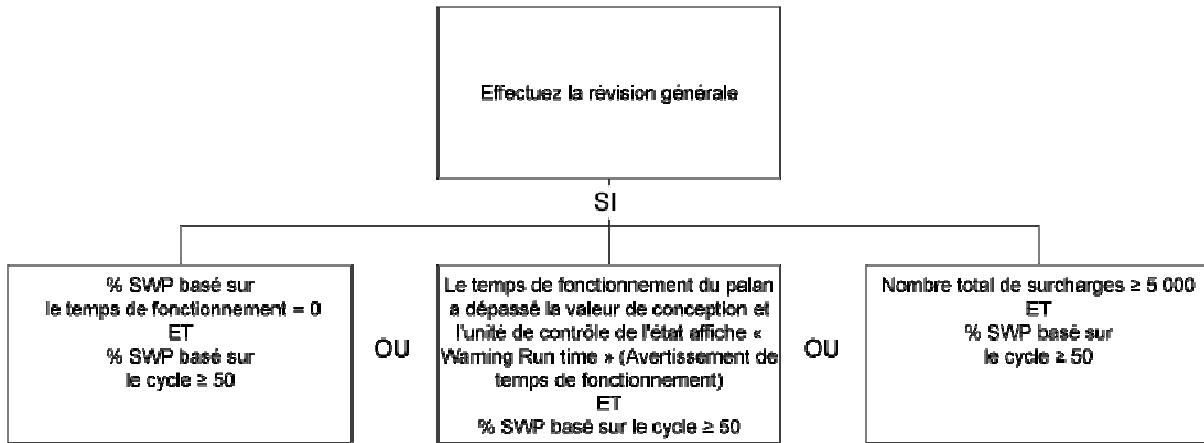 Effectuez la révision générale
SI
% SWP basé sur
le temps de fonctionnement = 0
ET
% SWP basé sur
le cycle ≥ 50
OU
Le temps de fonctionnement du palan
a dépassé la valeur de conception et
l'unité de contrôle de l'état affiche «
Warning Run time » (Avertissement de
temps de fonctionnement)
ET
% SWP basé sur le cycle ≥ 50
OU
Nombre total de surcharges ≥ 5 000
ET
% SWP basé sur
le cycle ≥ 50